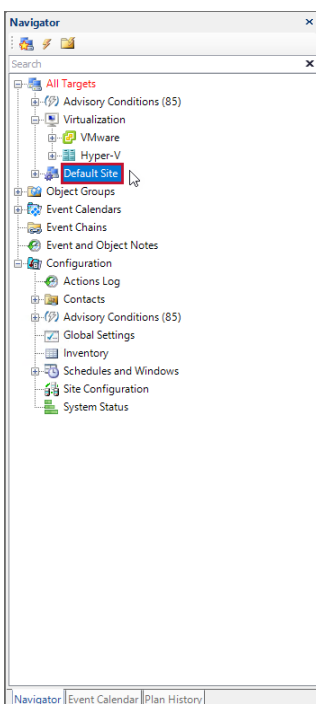 Navigator
Search
All Targets
Advisory Conditions (85)
Virtualization
VMware
Hyper-V
Default Site
Object Groups
Event Calendars
Event Chains
Event and Object Notes
Configuration
Actions Log
Contacts
Advisory Conditions (85)
Global Settings
Inventory
Schedules and Windows
Site Configuration
System Status
Navigator Event Calendar Plan History